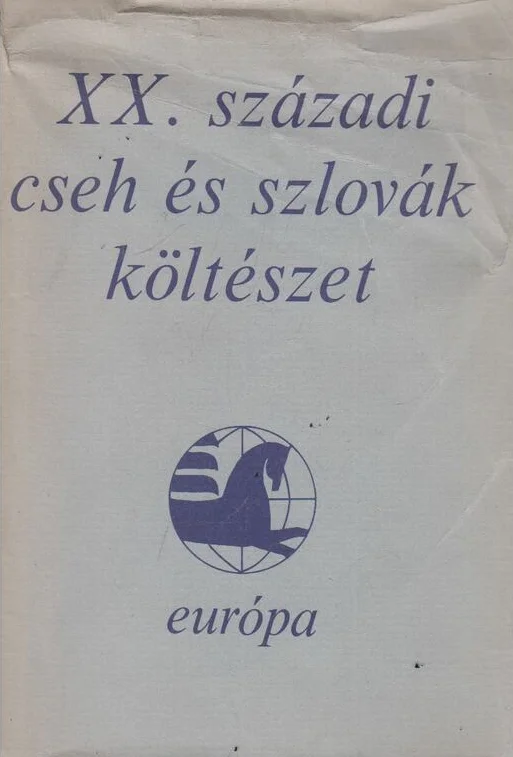 XX. századi
cseh és szlovák
költészet
európa